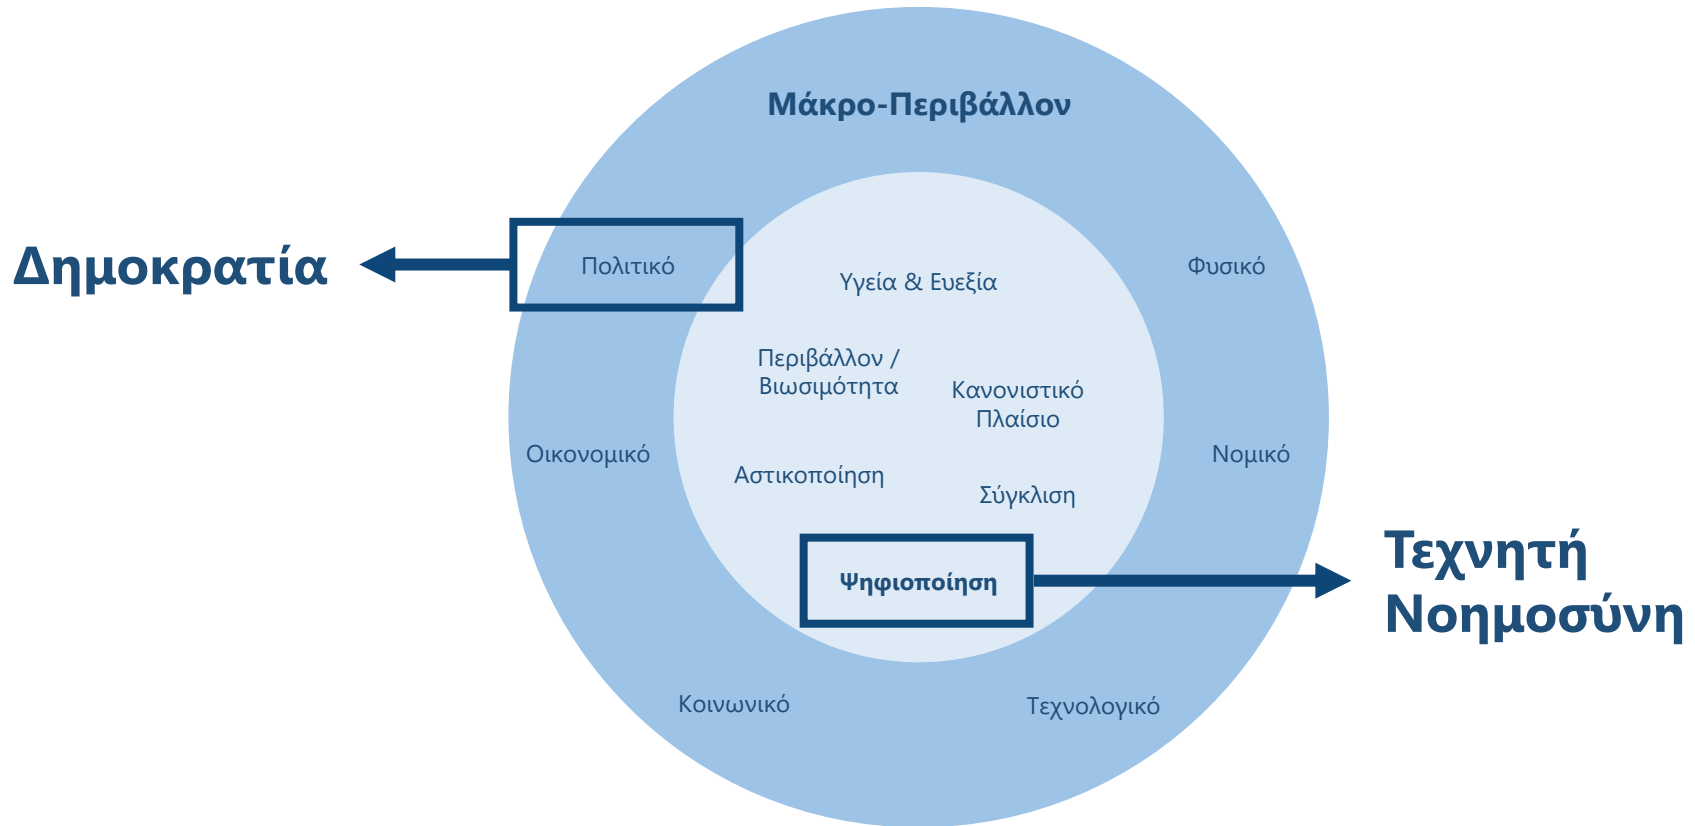 Μάκρο-Περιβάλλον
Δημοκρατία
Πολιτικό
Υγεία & Ευεξία
Φυσικό
Περιβάλλον /
Βιωσιμότητα
Κανονιστικό
Πλαίσιο
Οικονομικό
Νομικό
Αστικοποίηση
Σύγκλιση
Ψηφιοποίηση
Τεχνητή
Νοημοσύνη
Κοινωνικό
Τεχνολογικό